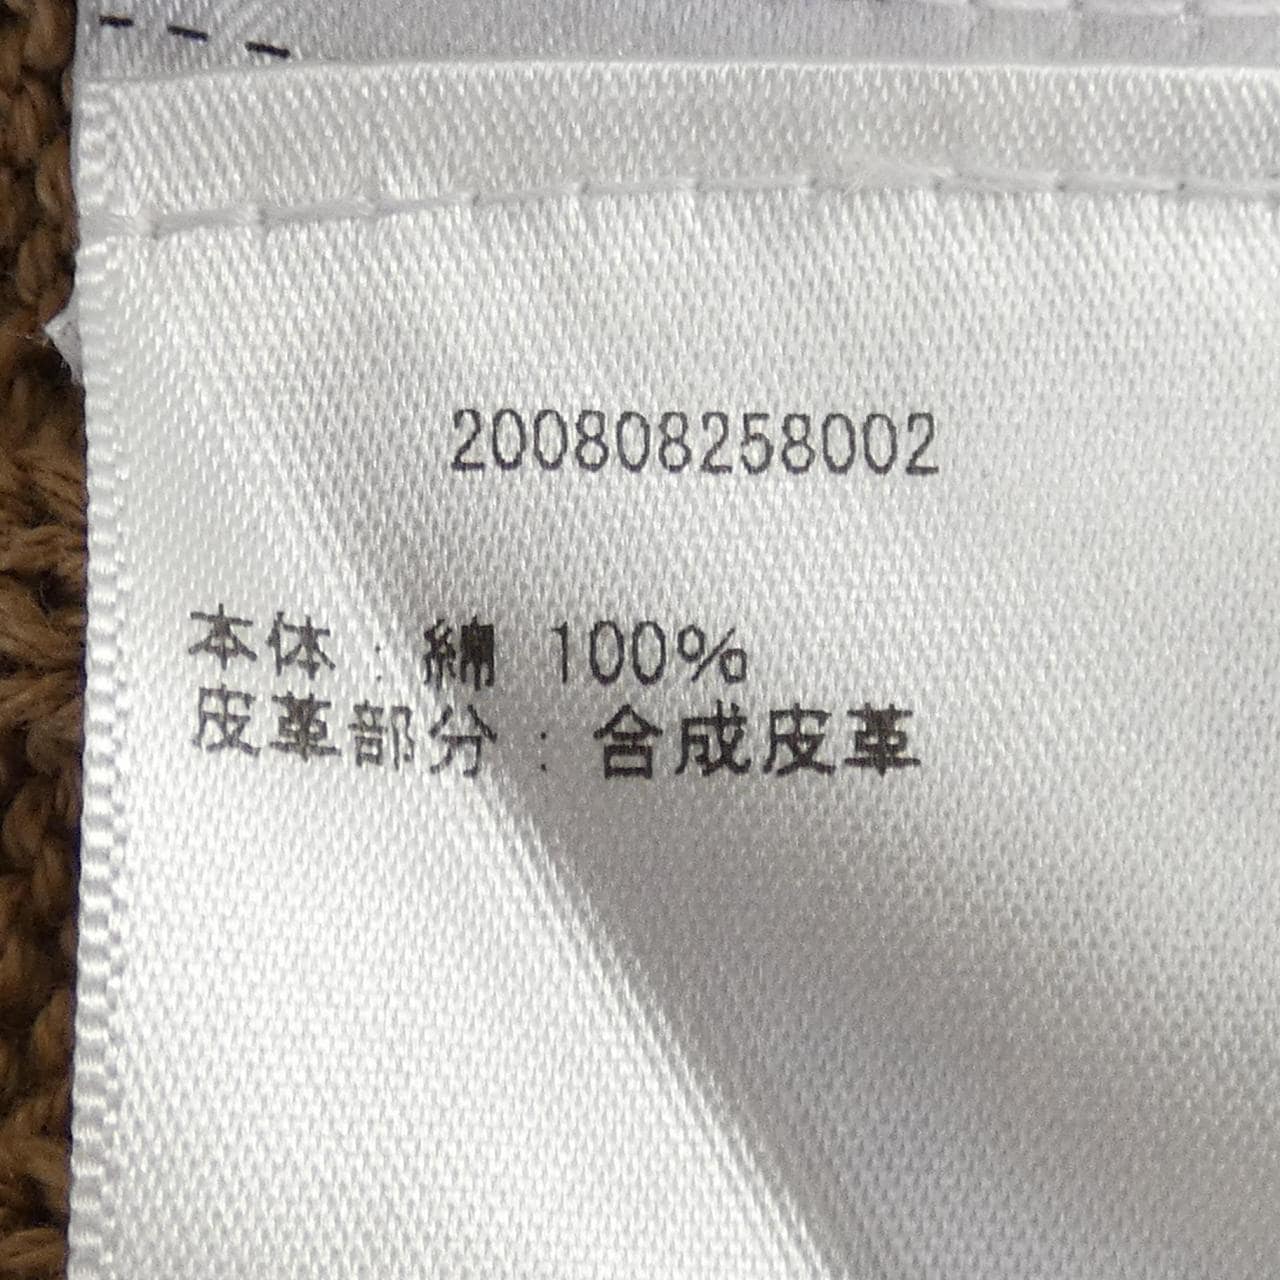 200808258002
本体 : 綿 100%
皮革部分 : 合成皮革